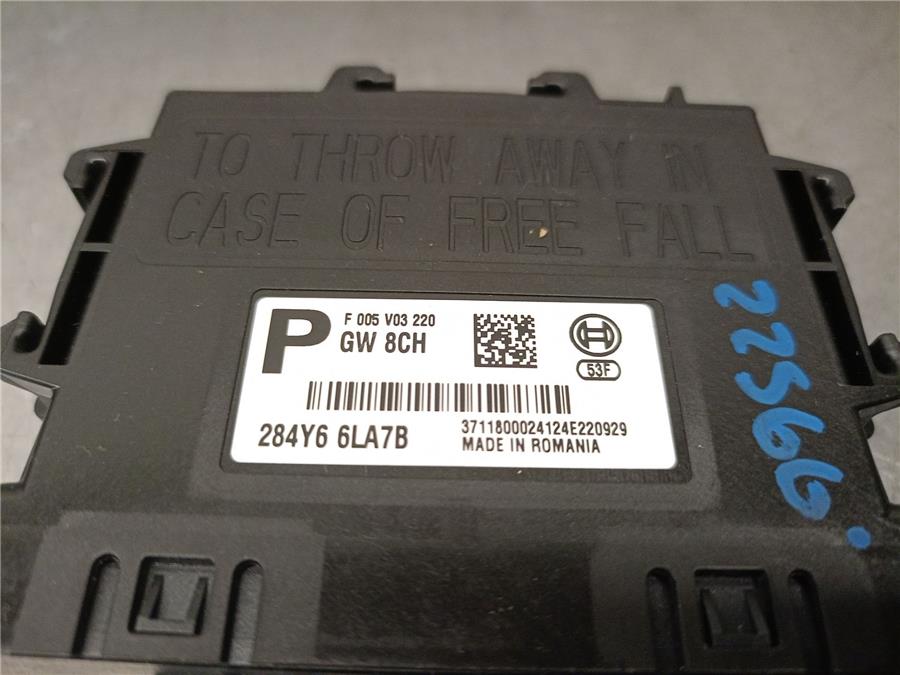 TO THROW AWAY IN
CASE OF FREE FALL
P
F 005 V03 220
GW 8CH
53F
284Y6 6LA7B
3711800024124E220929
MADE IN ROMANIA
22566.